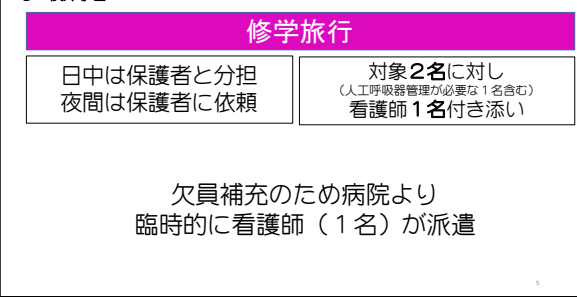 修学旅行
日中は保護者と分担
夜間は保護者に依頼
対象2名に対し
（人工呼吸器管理が必要な１名含む）
看護師1名付き添い
欠員補充のため病院より
臨時的に看護師（１名）が派遣
5